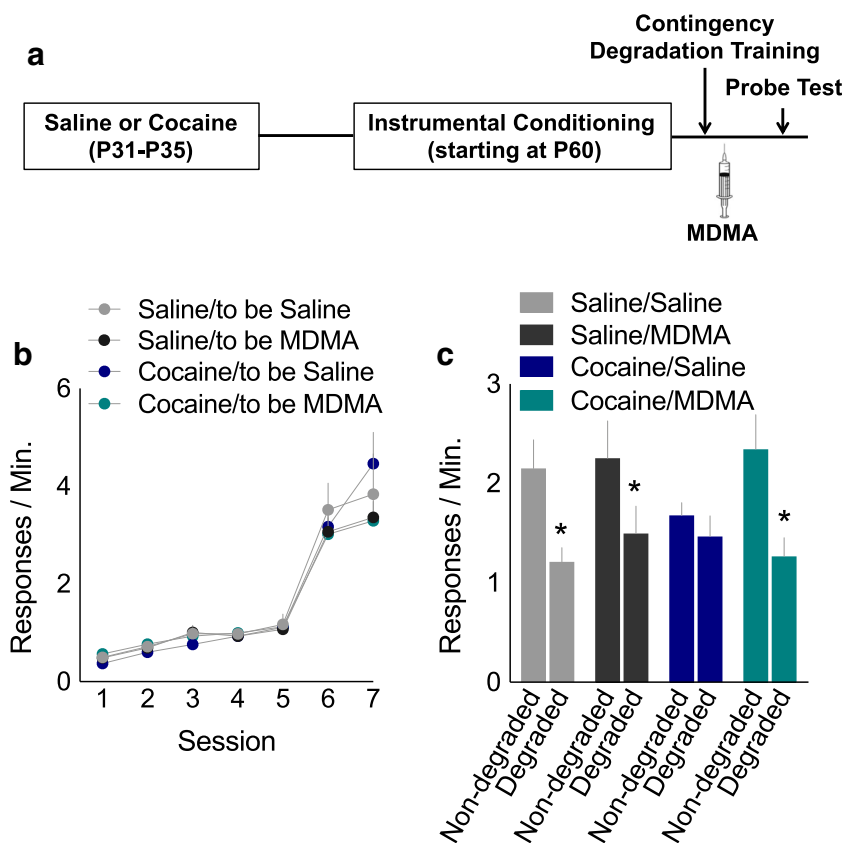 a
Saline or Cocaine
(P31-P35)
Instrumental Conditioning
(starting at P60)
Contingency
Degradation Training
Probe Test
MDMA
b
Saline/to be Saline
Saline/to be MDMA
Cocaine/to be Saline
Cocaine/to be MDMA
Responses / Min.
6
4
2
0
1 2 3 4 5 6 7
Session
c
Saline/Saline
Saline/MDMA
Cocaine/Saline
Cocaine/MDMA
Responses / Min.
3
2
1
0
* * *
Non-degraded
Degraded
Non-degraded
Degraded
Non-degraded
Degraded
Non-degraded
Degraded